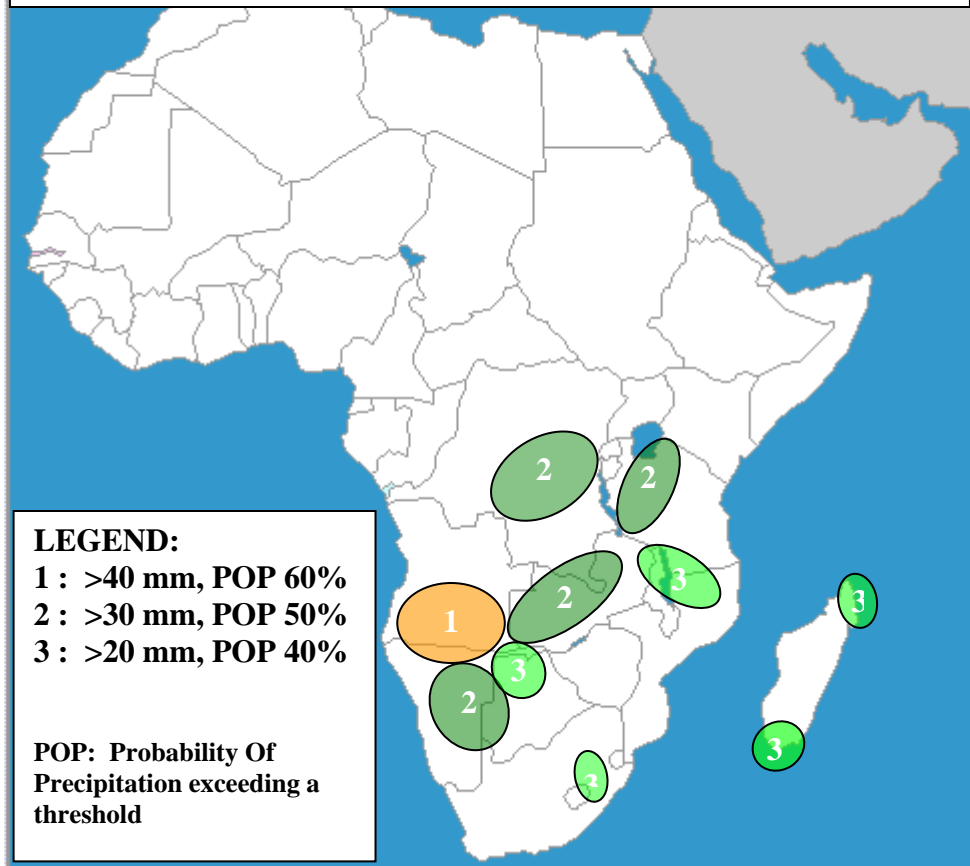 2
2
3
2
3
1
3
2
3
3
LEGEND:
1 : >40 mm, POP 60%
2 : >30 mm, POP 50%
3 : >20 mm, POP 40%
POP: Probability Of
Precipitation exceeding a
threshold